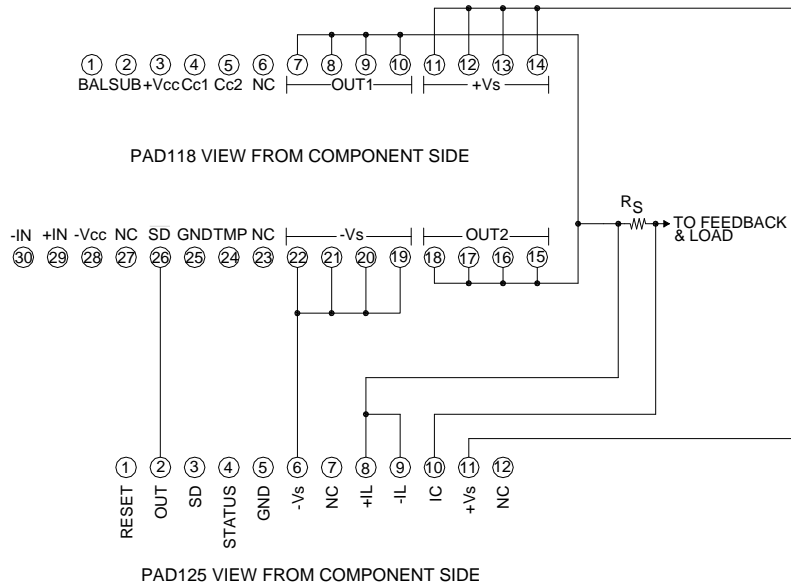 1 2 3 4 5 6 7 8 9 10 11 12 13 14
BAL SUB +Vcc Cc1 Cc2 NC OUT1 +Vs
PAD118 VIEW FROM COMPONENT SIDE
RS
TO FEEDBACK
& LOAD
-IN +IN -Vcc NC SD GND TMP NC -Vs OUT2
30 29 28 27 26 25 24 23 22 21 20 19 18 17 16 15
1 2 3 4 5 6 7 8 9 10 11 12
RESET OUT SD STATUS GND -Vs NC +IL -IL IC +Vs NC
PAD125 VIEW FROM COMPONENT SIDE